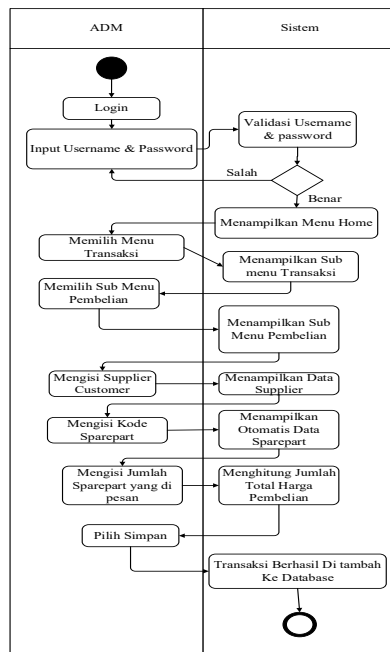 ADM
Sistem
Login
Input Username & Password
Validasi Username
& password
Salah
Benar
Menampilkan Menu Home
Memilih Menu
Transaksi
Menampilkan Sub
menu Transaksi
Memilih Sub Menu
Pembelian
Menampilkan Sub
Menu Pembelian
Mengisi Supplier
Customer
Menampilkan Data
Supplier
Mengisi Kode
Sparepart
Menampilkan
Otomatis Data
Sparepart
Mengisi Jumlah
Sparepart yang di
pesan
Menghitung Jumlah
Total Harga
Pembelian
Pilih Simpan
Transaksi Berhasil Di tambah
Ke Database